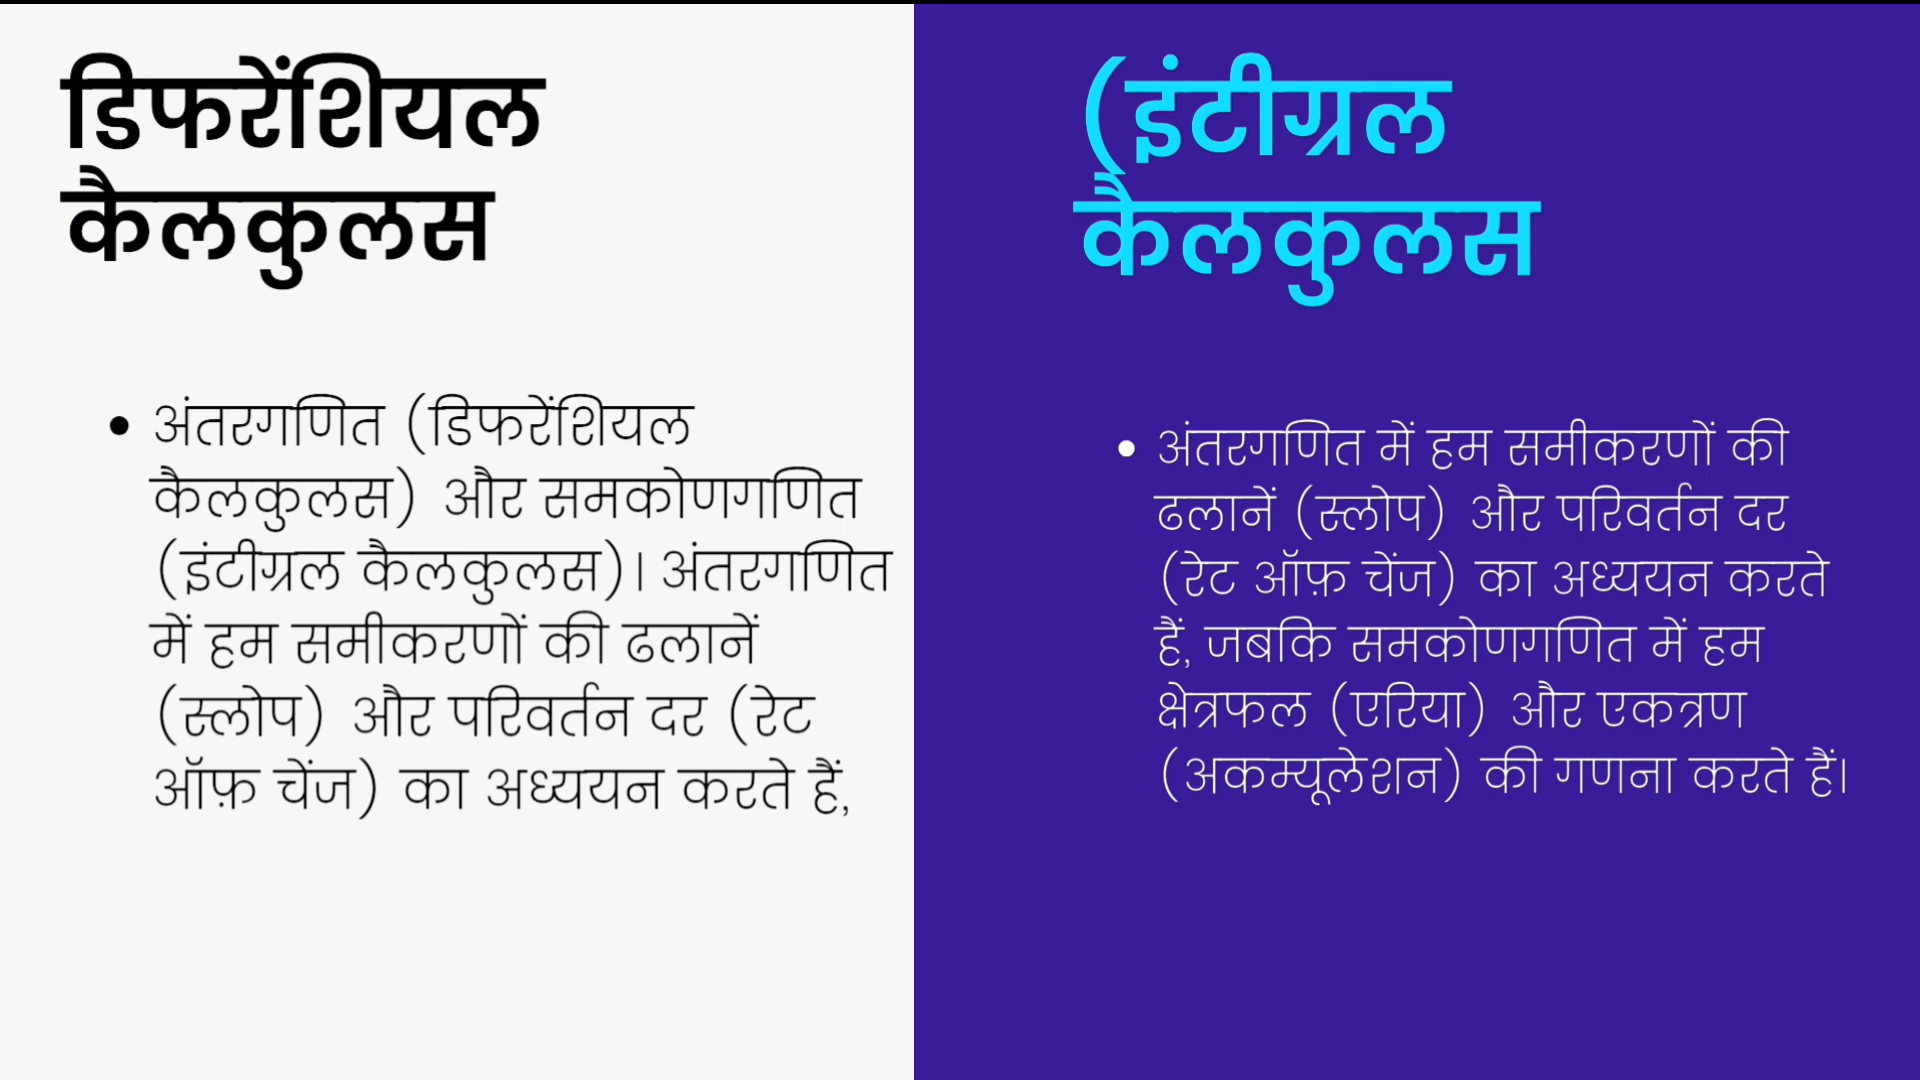 डिफरेंशियल
कैलकुलस
अंतरगणित (डिफरेंशियल
कैलकुलस) और समकोणगणित
(इंटीग्रल कैलकुलस)। अंतरगणित
में हम समीकरणों की ढलानें
(स्लोप) और परिवर्तन दर (रेट
ऑफ़ चेंज) का अध्ययन करते हैं,
(इंटीग्रल
कैलकुलस
अंतरगणित में हम समीकरणों की
ढलानें (स्लोप) और परिवर्तन दर
(रेट ऑफ़ चेंज) का अध्ययन करते
हैं, जबकि समकोणगणित में हम
क्षेत्रफल (एरिया) और एकत्रण
(अकम्यूलेशन) की गणना करते हैं।